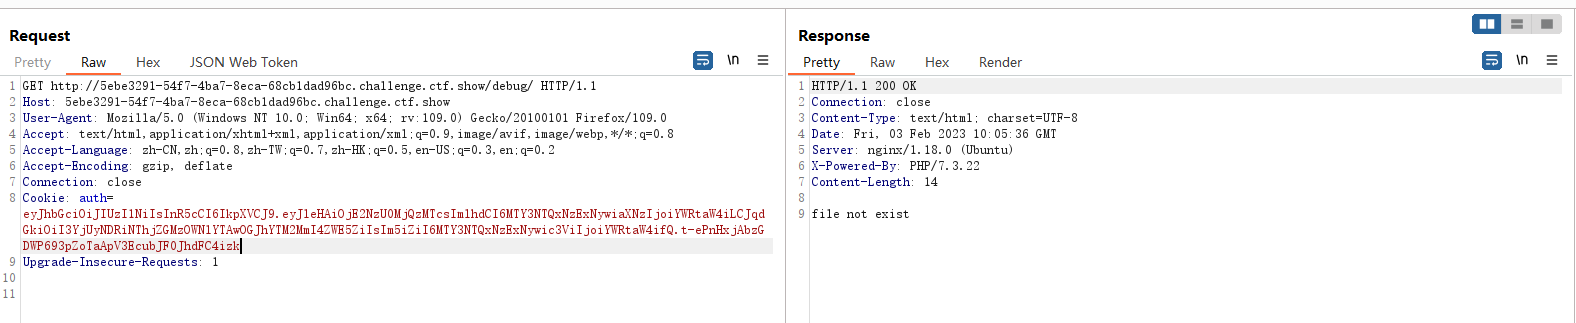 Request
Pretty Raw Hex JSON Web Token
\n
1 GET http://5ebe3291-54f7-4ba7-8eca-68cb1dad96bc.challenge.ctf.show/debug/ HTTP/1.1
2 Host: 5ebe3291-54f7-4ba7-8eca-68cb1dad96bc.challenge.ctf.show
3 User-Agent: Mozilla/5.0 (Windows NT 10.0; Win64; x64; rv:109.0) Gecko/20100101 Firefox/109.0
4 Accept: text/html,application/xhtml+xml,application/xml;q=0.9,image/avif,image/webp,*/*;q=0.8
5 Accept-Language: zh-CN,zh;q=0.8,zh-TW;q=0.7,zh-HK;q=0.5,en-US;q=0.3,en;q=0.2
6 Accept-Encoding: gzip, deflate
7 Connection: close
8 Cookie: auth=
eyJhbGciOiJIUzI1NiIsInR5cCI6IkpXVCJ9.eyJleHAiOjE2NzU0MjQzMTcsImlhdCI6MTY3NTQxNzExNywiaXNzIjoiYWRtaW4iLCJqd
GkiOiI3YjUyNDRiNThjZGMzOWNlYTAwOGJhYTM2MmI4ZWE5ZiIsIm5iZiI6MTY3NTQxNzExNywic3ViIjoiYWRtaW4ifQ.t-ePnHxjAbzG
DWP693pZoTaApV3EcubJF0JhdFC4izk
9 Upgrade-Insecure-Requests: 1
10
11
Response
Pretty Raw Hex Render
\n
1 HTTP/1.1 200 OK
2 Connection: close
3 Content-Type: text/html; charset=UTF-8
4 Date: Fri, 03 Feb 2023 10:05:36 GMT
5 Server: nginx/1.18.0 (Ubuntu)
6 X-Powered-By: PHP/7.3.22
7 Content-Length: 14
8
9 file not exist